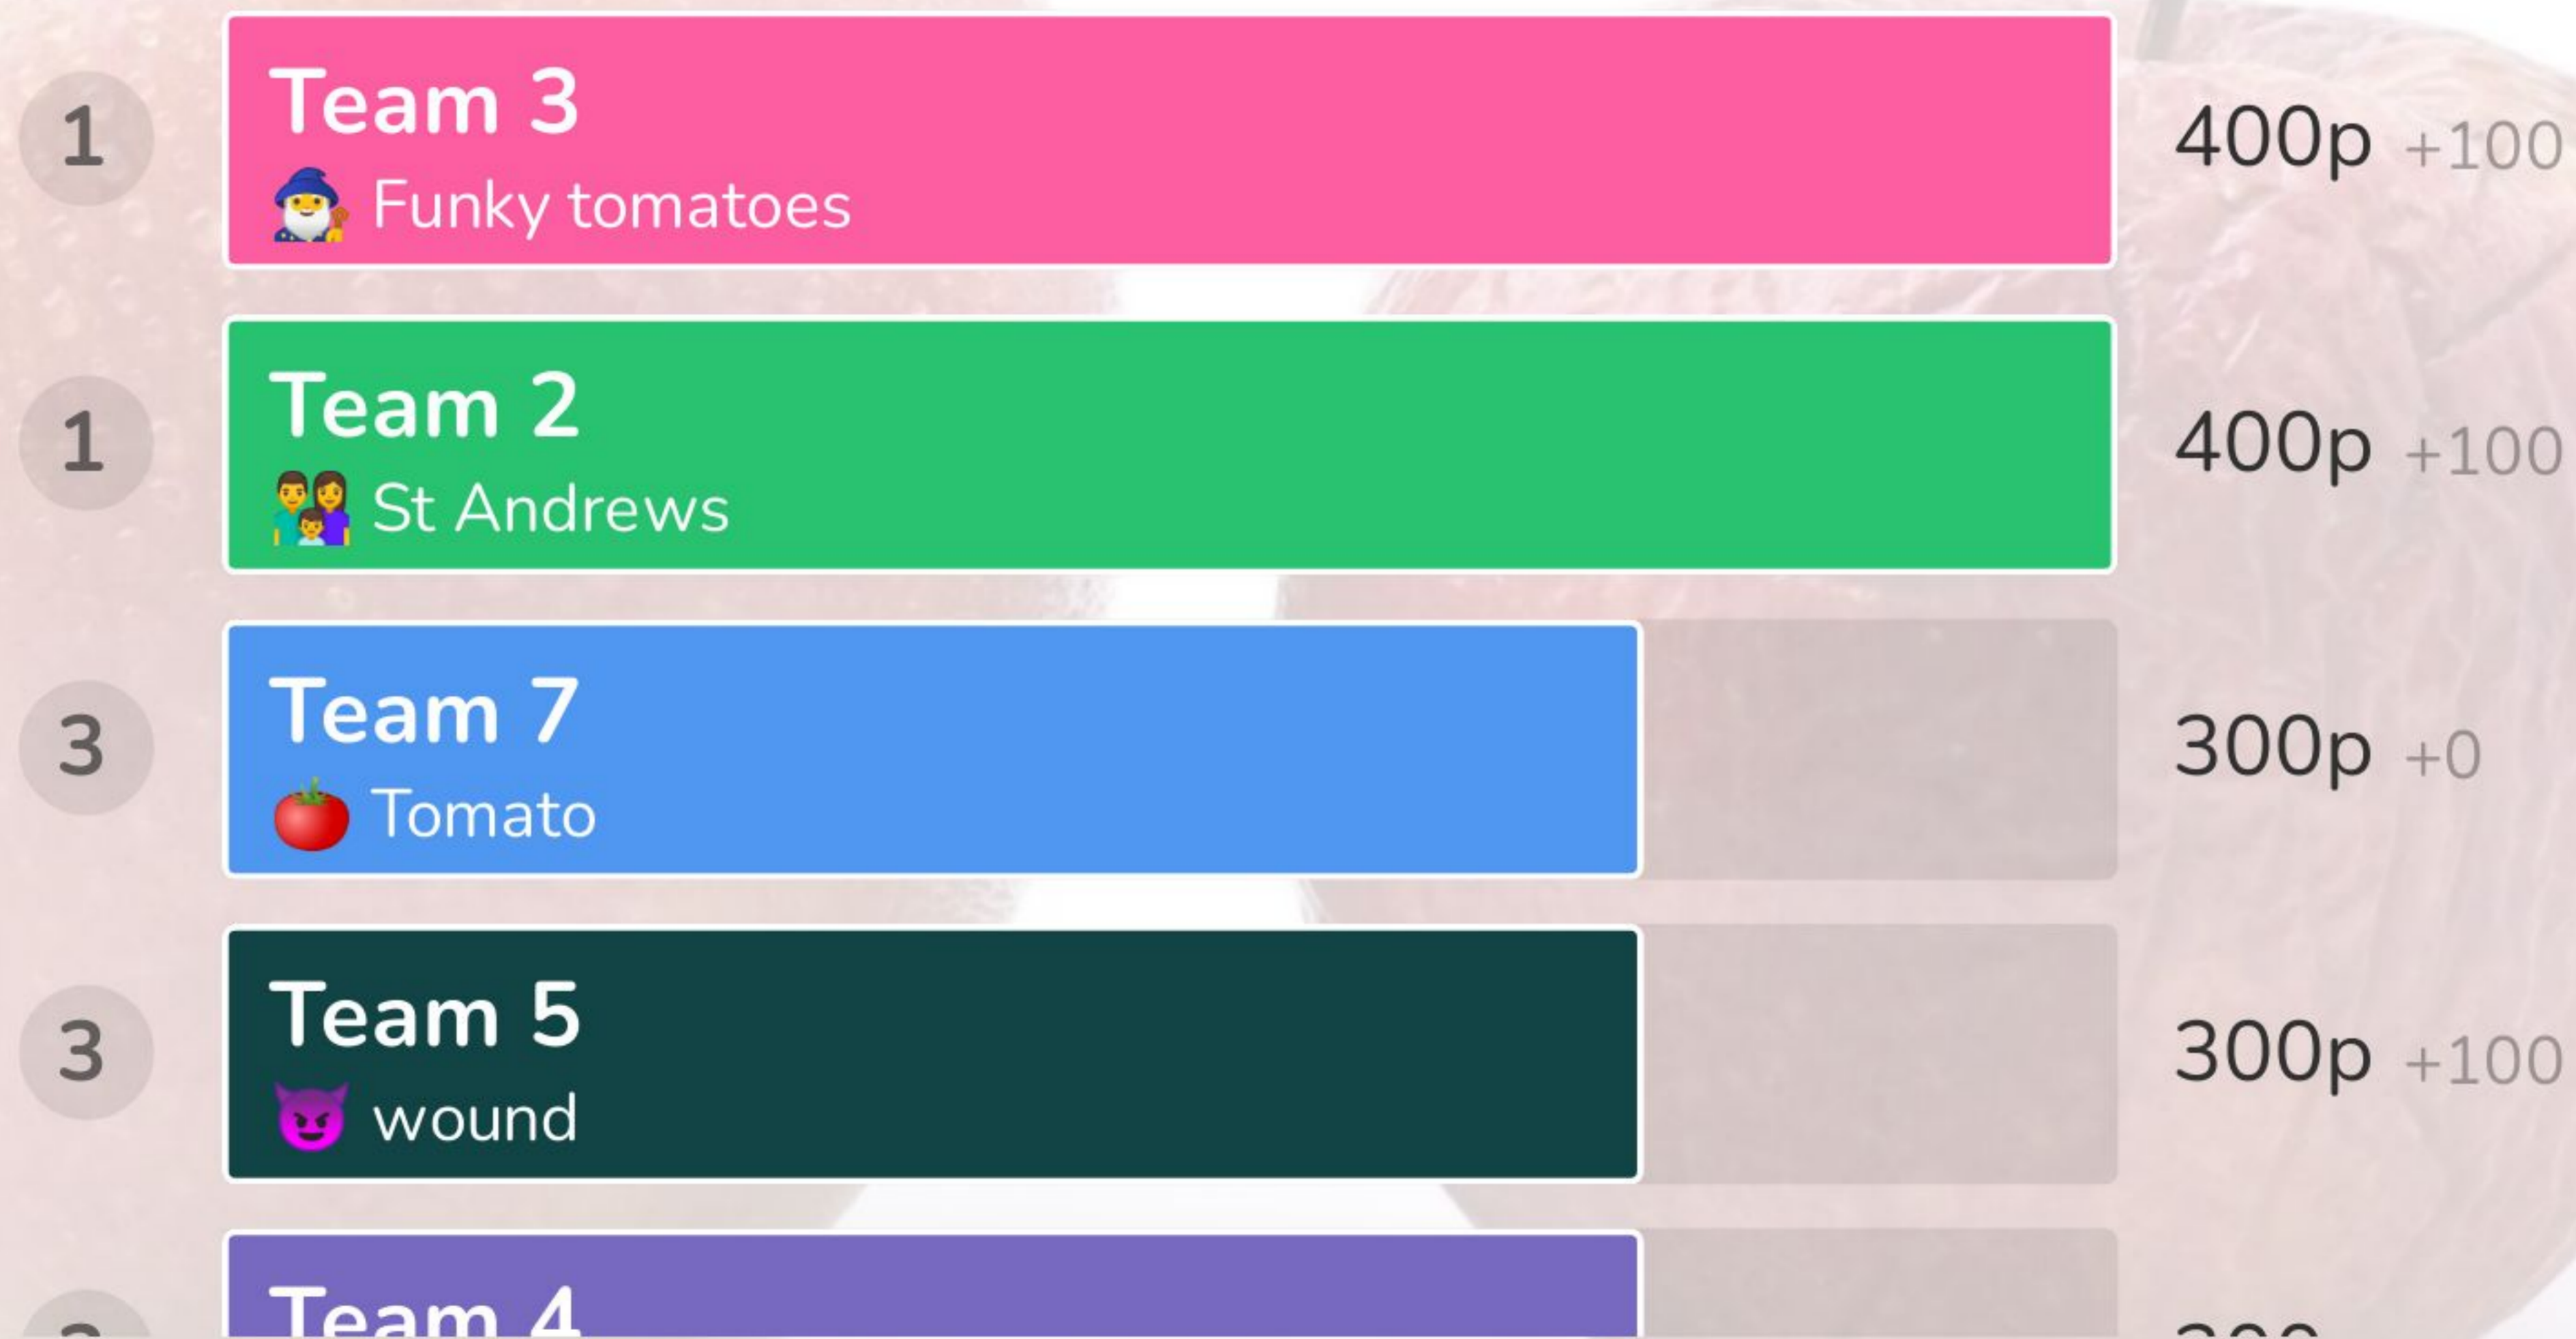 1
Team 3
Funky tomatoes
400p +100
1
Team 2
St Andrews
400p +100
3
Team 7
Tomato
300p +0
3
Team 5
wound
300p +100
Team 4